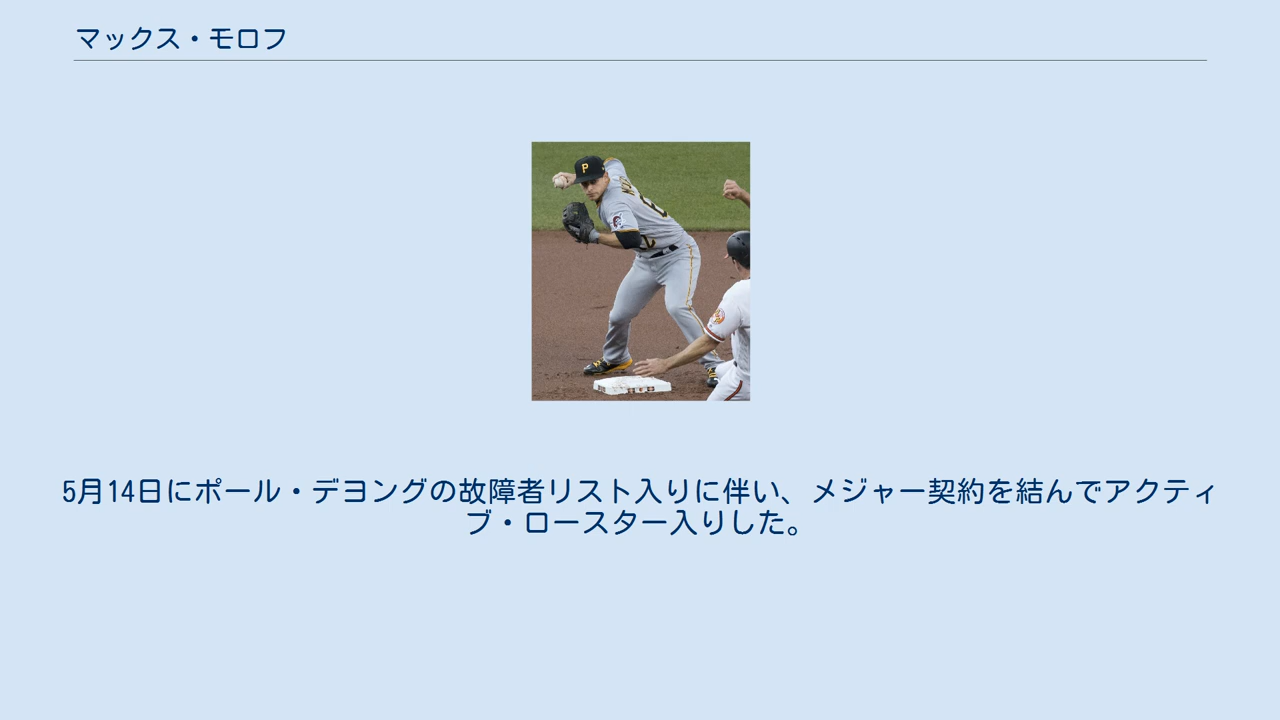 マックス・モロフ
P
5月14日にポール・デヨングの故障者リスト入りに伴い、メジャー契約を結んでアクティ
ブ・ロースター入りした。